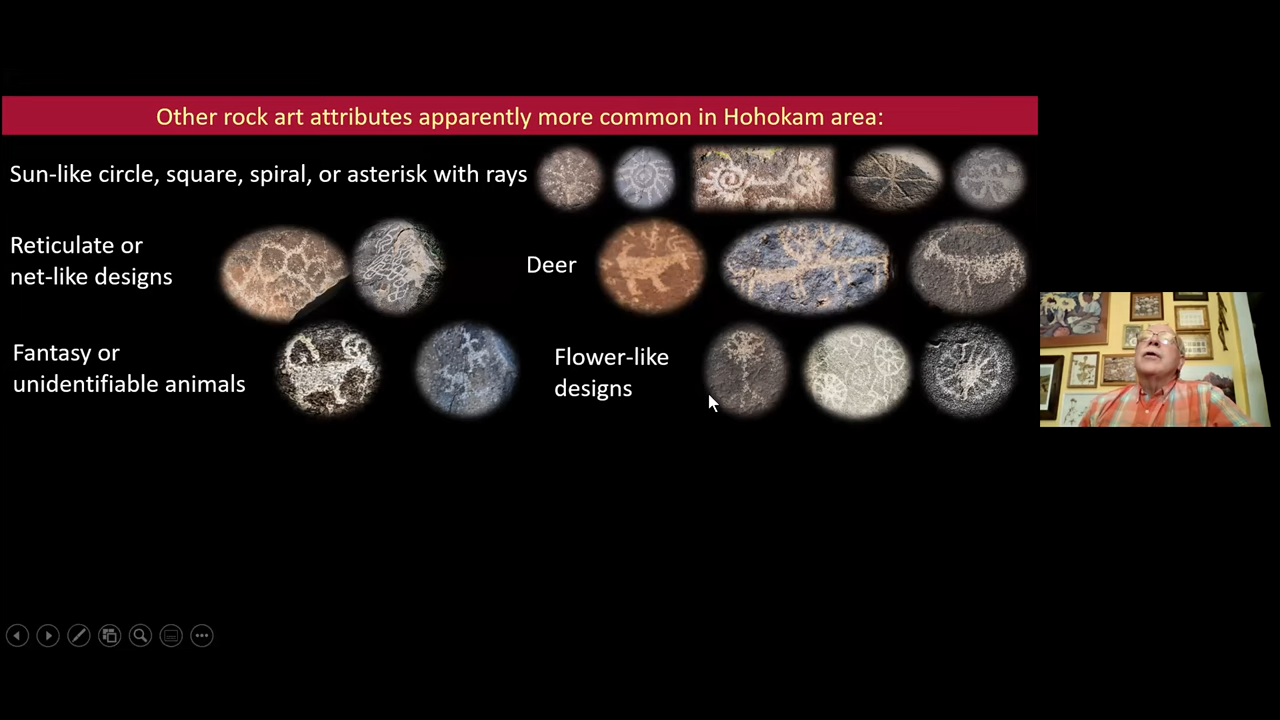 Other rock art attributes apparently more common in Hohokam area:
Sun-like circle, square, spiral, or asterisk with rays
Reticulate or
net-like designs
Deer
Fantasy or
unidentifiable animals
Flower-like
designs